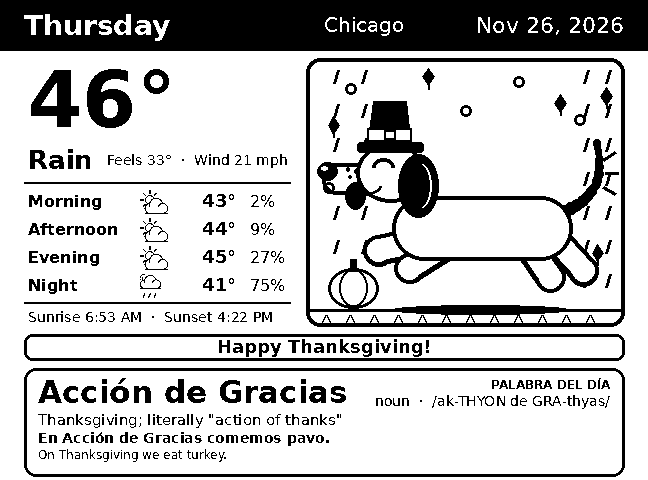 Thursday Chicago Nov 26, 2026
46°
Rain Feels 33° · Wind 21 mph
Morning 43° 2%
Afternoon 44° 9%
Evening 45° 27%
Night 41° 75%
Sunrise 6:53 AM · Sunset 4:22 PM
Happy Thanksgiving!
Acción de Gracias
PALABRA DEL DÍA
noun · /ak-THYON de GRA-thyas/
Thanksgiving; literally "action of thanks"
En Acción de Gracias comemos pavo.
On Thanksgiving we eat turkey.